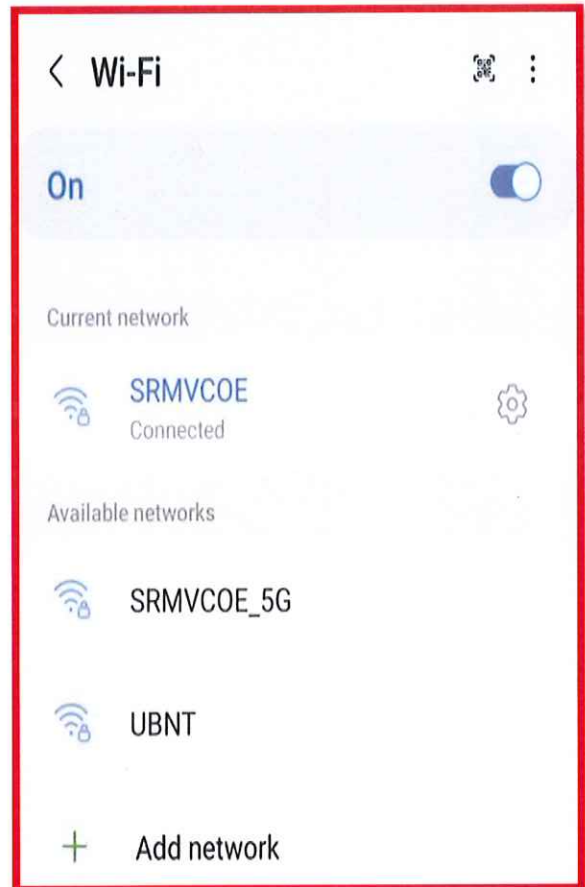 Wi-Fi
On
Current network
SRMVCOE
Connected
Available networks
SRMVCOE_5G
UBNT
Add network